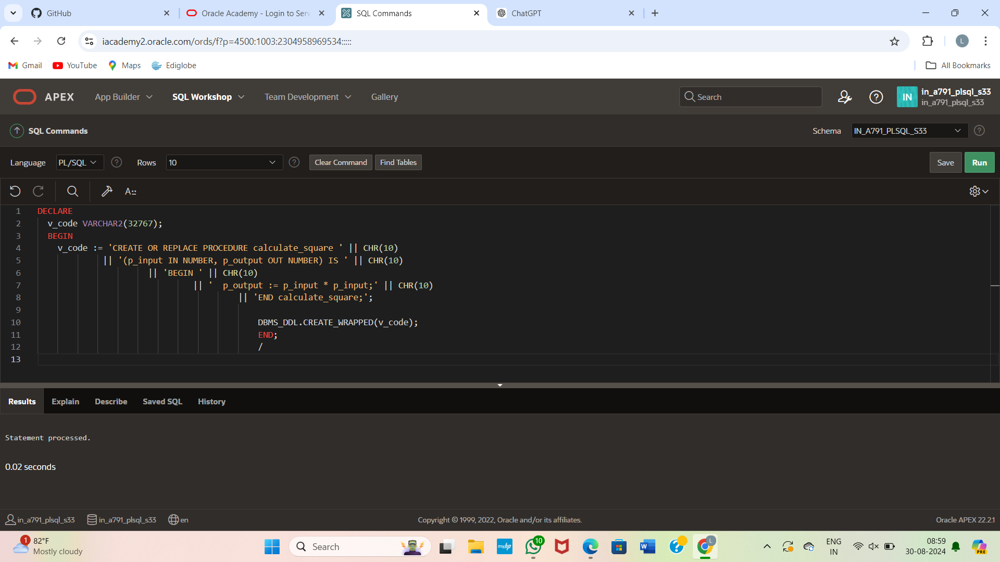 GitHub
Oracle Academy - Login to Serv
SQL Commands
ChatGPT
iacademy2.oracle.com/ords/f?p=4500:1003:2304958969534:::::
L
Gmail
YouTube
Maps
Ediglobe
All Bookmarks
APEX
App Builder
SQL Workshop
Team Development
Gallery
Search
IN
in_a791_plsql_s33
in_a791_plsql_s33
SQL Commands
Schema
IN_A791_PLSQL_S33
Language
PL/SQL
Rows
10
Clear Command
Find Tables
Save
Run
A::
1 DECLARE
2 v_code VARCHAR2(32767);
3 BEGIN
4 v_code := 'CREATE OR REPLACE PROCEDURE calculate_square ' || CHR(10)
5 || '(p_input IN NUMBER, p_output OUT NUMBER) IS ' || CHR(10)
6 || 'BEGIN ' || CHR(10)
7 || '  p_output := p_input * p_input;' || CHR(10)
8 || 'END calculate_square;';
9
10 DBMS_DDL.CREATE_WRAPPED(v_code);
11 END;
12 /
13
Results
Explain
Describe
Saved SQL
History
Statement processed.
0.02 seconds
in_a791_plsql_s33
in_a791_plsql_s33
en
Copyright © 1999, 2022, Oracle and/or its affiliates.
Oracle APEX 22.2.1
1
82°F
Mostly cloudy
Search
myhp
10
W
L
ENG
IN
08:59
30-08-2024
PRE